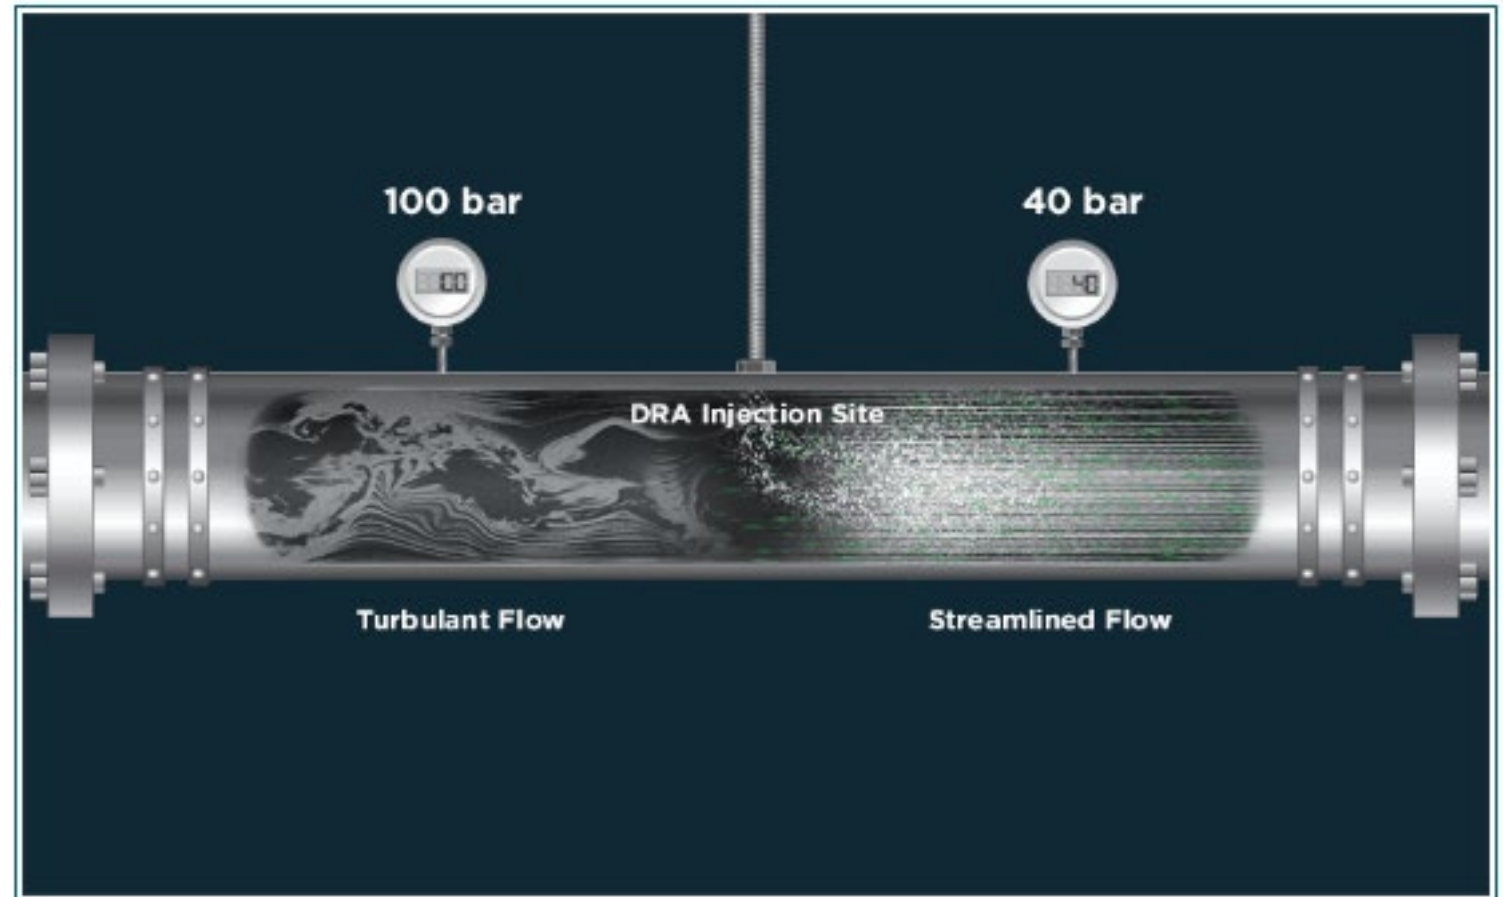 100 bar
40 bar
100
40
DRA Injection Site
Turbulant Flow
Streamlined Flow